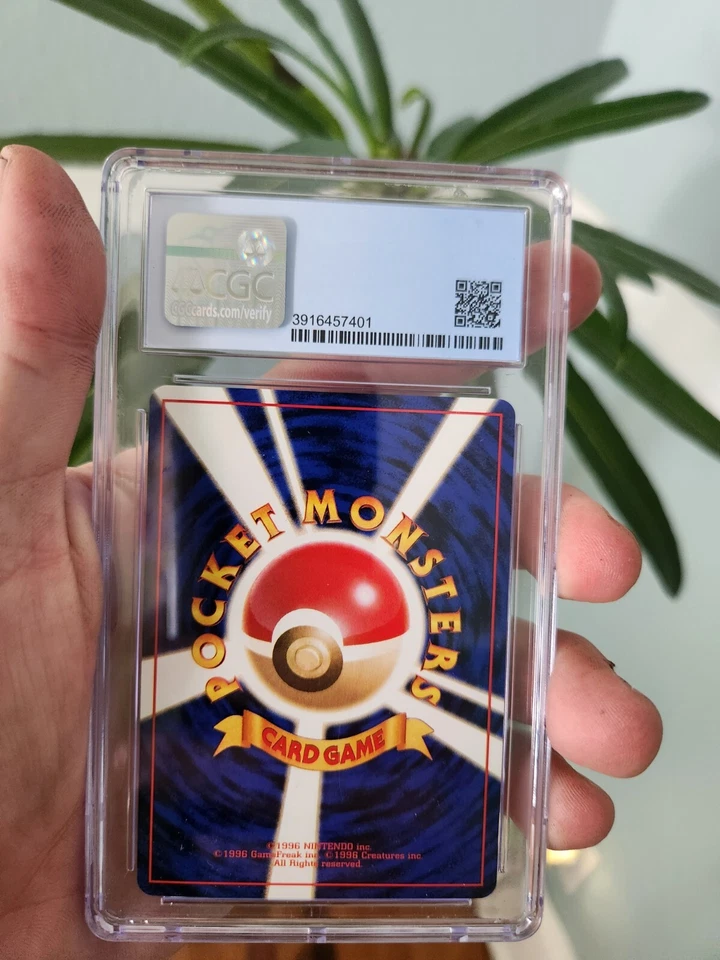 CGC
CGCcards.com/verify
3916457401
POCKET MONSTERS
CARD GAME
©1996 NINTENDO inc.
©1996 GameFreak inc. ©1996 Creatures inc.
All Rights reserved.